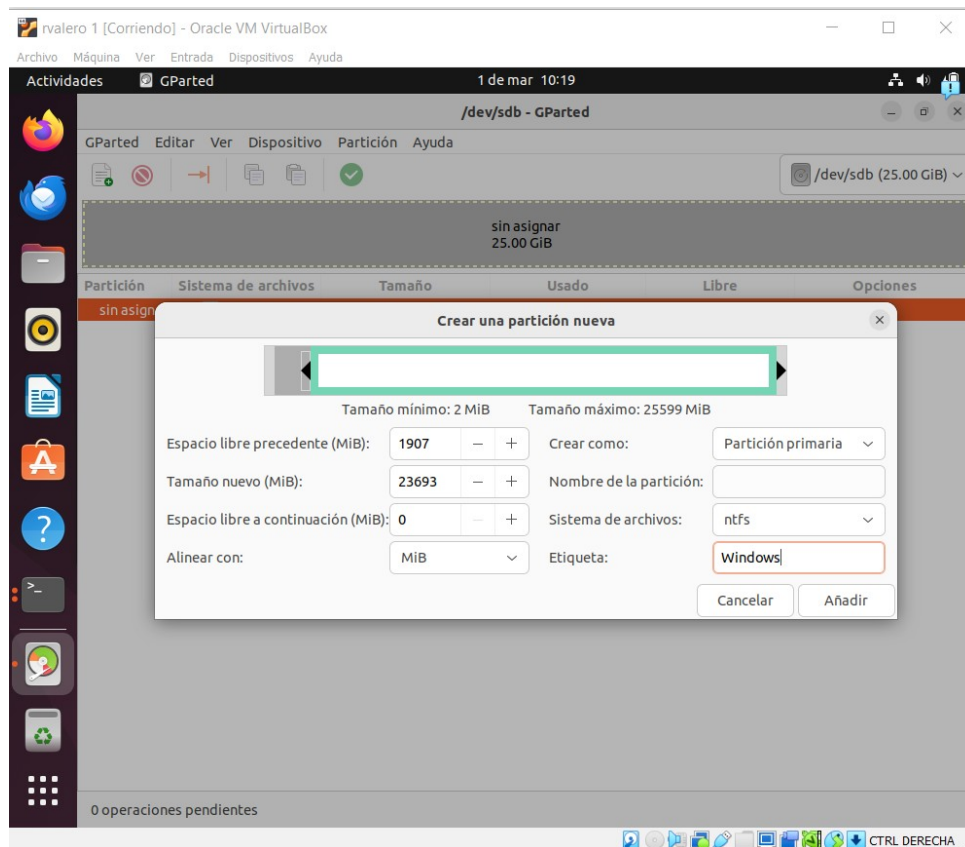 rvalero 1 [Corriendo] - Oracle VM VirtualBox
Archivo Máquina Ver Entrada Dispositivos Ayuda
Actividades GParted 1 de mar 10:19
/dev/sdb - GParted
GParted Editar Ver Dispositivo Partición Ayuda
/dev/sdb (25.00 GiB)
sin asignar
25.00 GiB
Partición Sistema de archivos Tamaño Usado Libre Opciones
sin asign
Crear una partición nueva
Tamaño mínimo: 2 MiB Tamaño máximo: 25599 MiB
Espacio libre precedente (MiB): 1907 Crear como: Partición primaria
Tamaño nuevo (MiB): 23693 Nombre de la partición:
Espacio libre a continuación (MiB): 0 Sistema de archivos: ntfs
Alinear con: MiB Etiqueta: Windows
Cancelar Añadir
0 operaciones pendientes
CTRL DERECHA